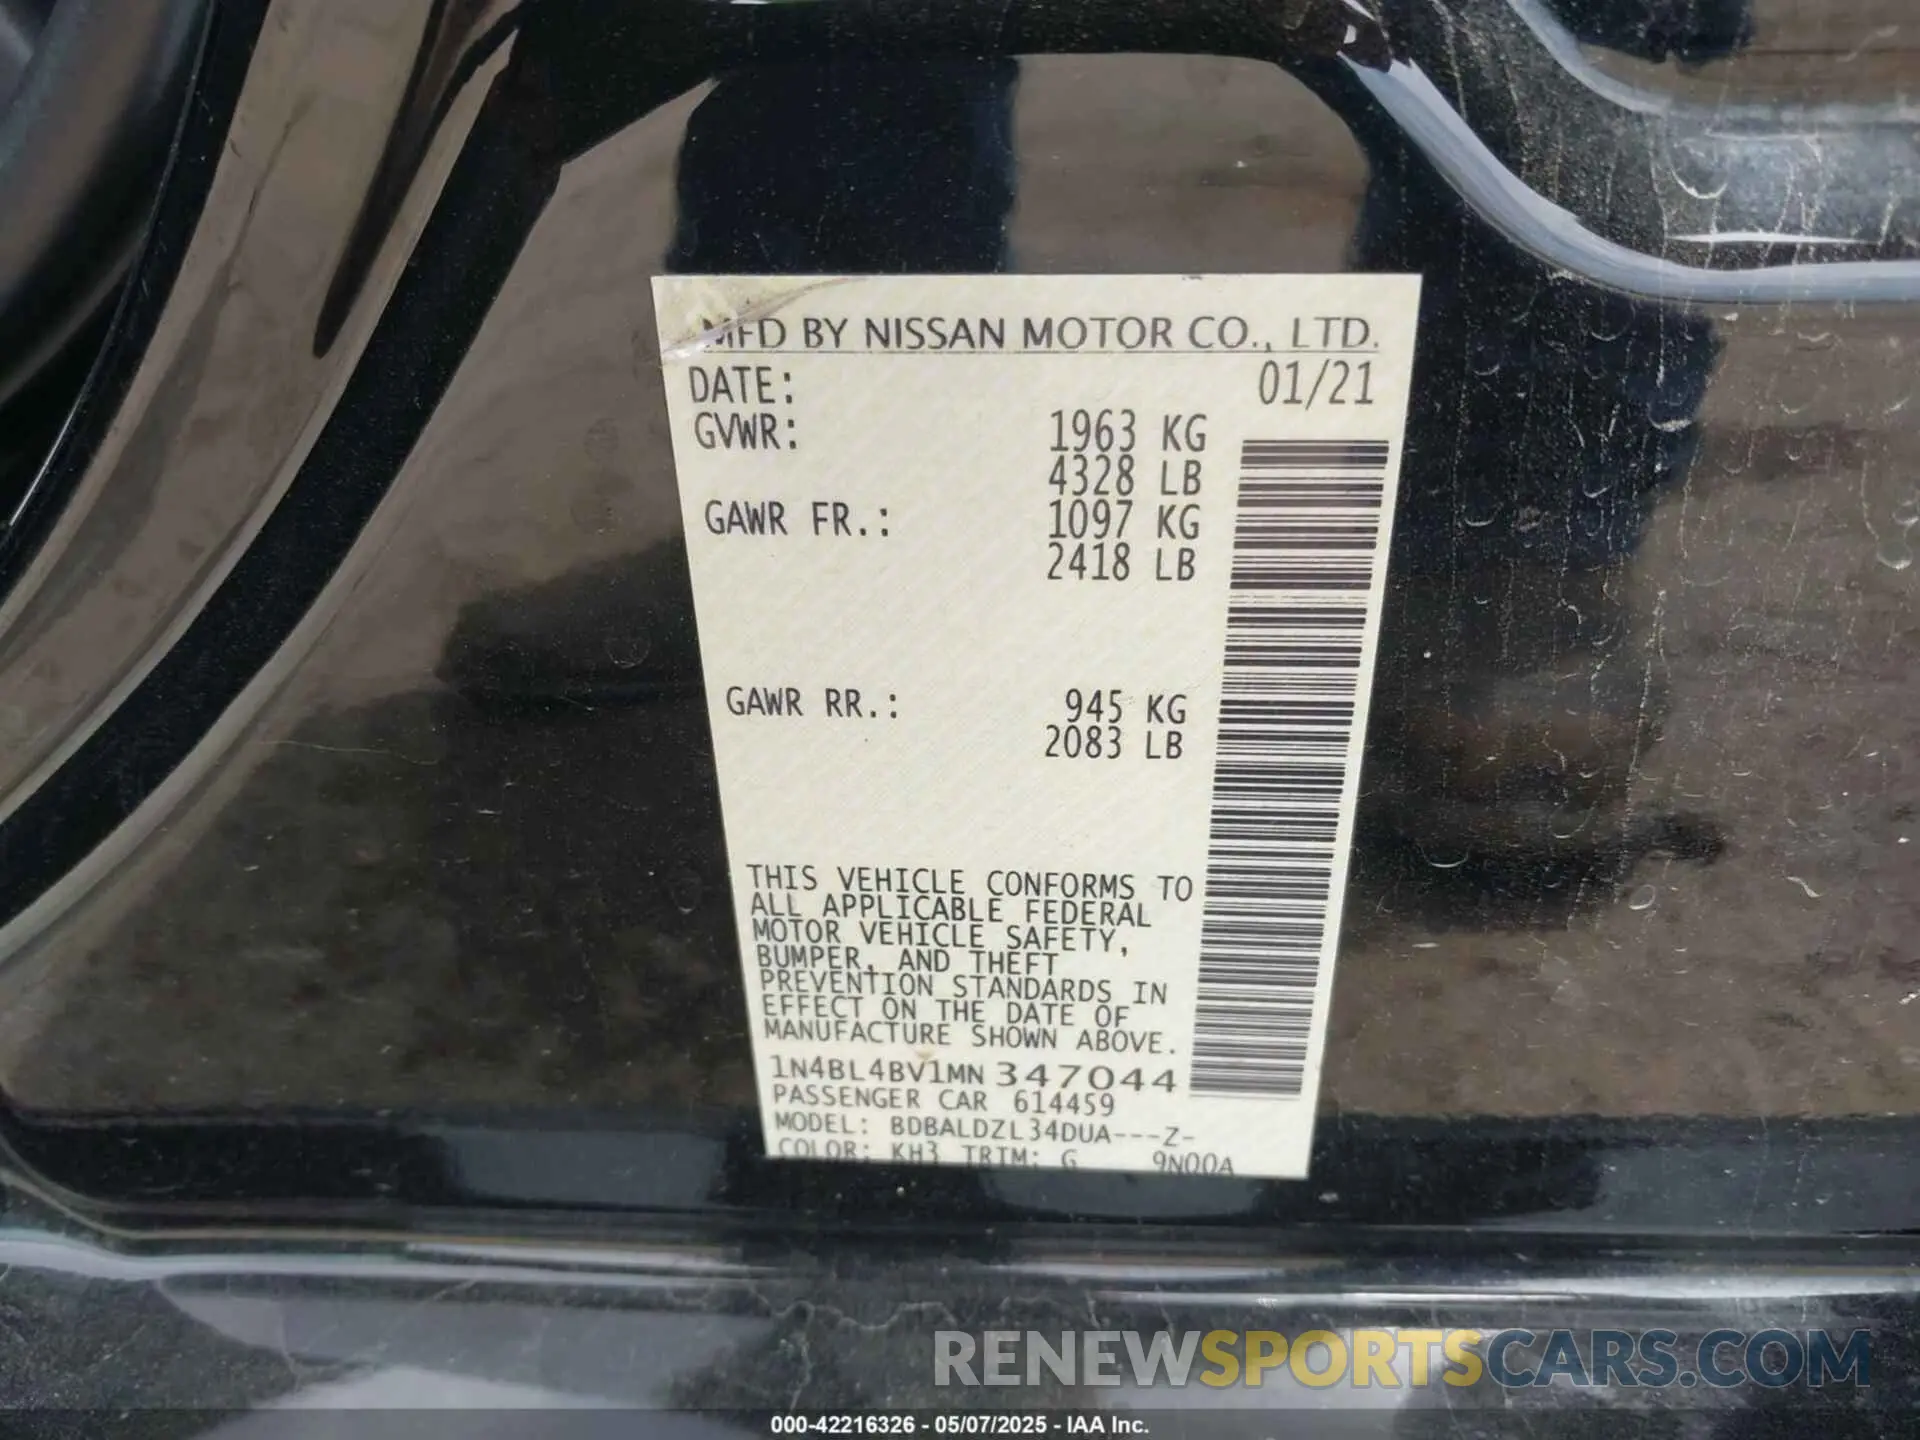 MFD BY NISSAN MOTOR CO., LTD.
DATE: 01/21
GVWR: 1963 KG
4328 LB
GAWR FR.: 1097 KG
2418 LB
GAWR RR.: 945 KG
2083 LB
THIS VEHICLE CONFORMS TO
ALL APPLICABLE FEDERAL
MOTOR VEHICLE SAFETY,
BUMPER, AND THEFT
PREVENTION STANDARDS IN
EFFECT ON THE DATE OF
MANUFACTURE SHOWN ABOVE.
1N4BL4BV1MN347044
PASSENGER CAR 614459
MODEL: BDBALDZL34DUA---Z-
COLOR: KH3 TRIM: G 9N00A
RENEWSPORTSCARS.COM
000-42216326 - 05/07/2025 - IAA Inc.